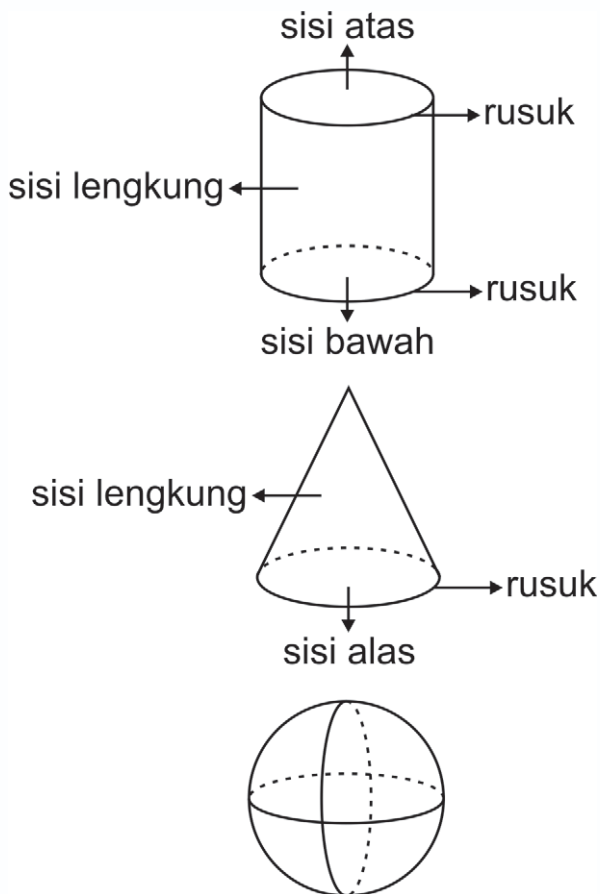 sisi atas
rusuk
sisi lengkung
rusuk
sisi bawah
sisi lengkung
rusuk
sisi alas